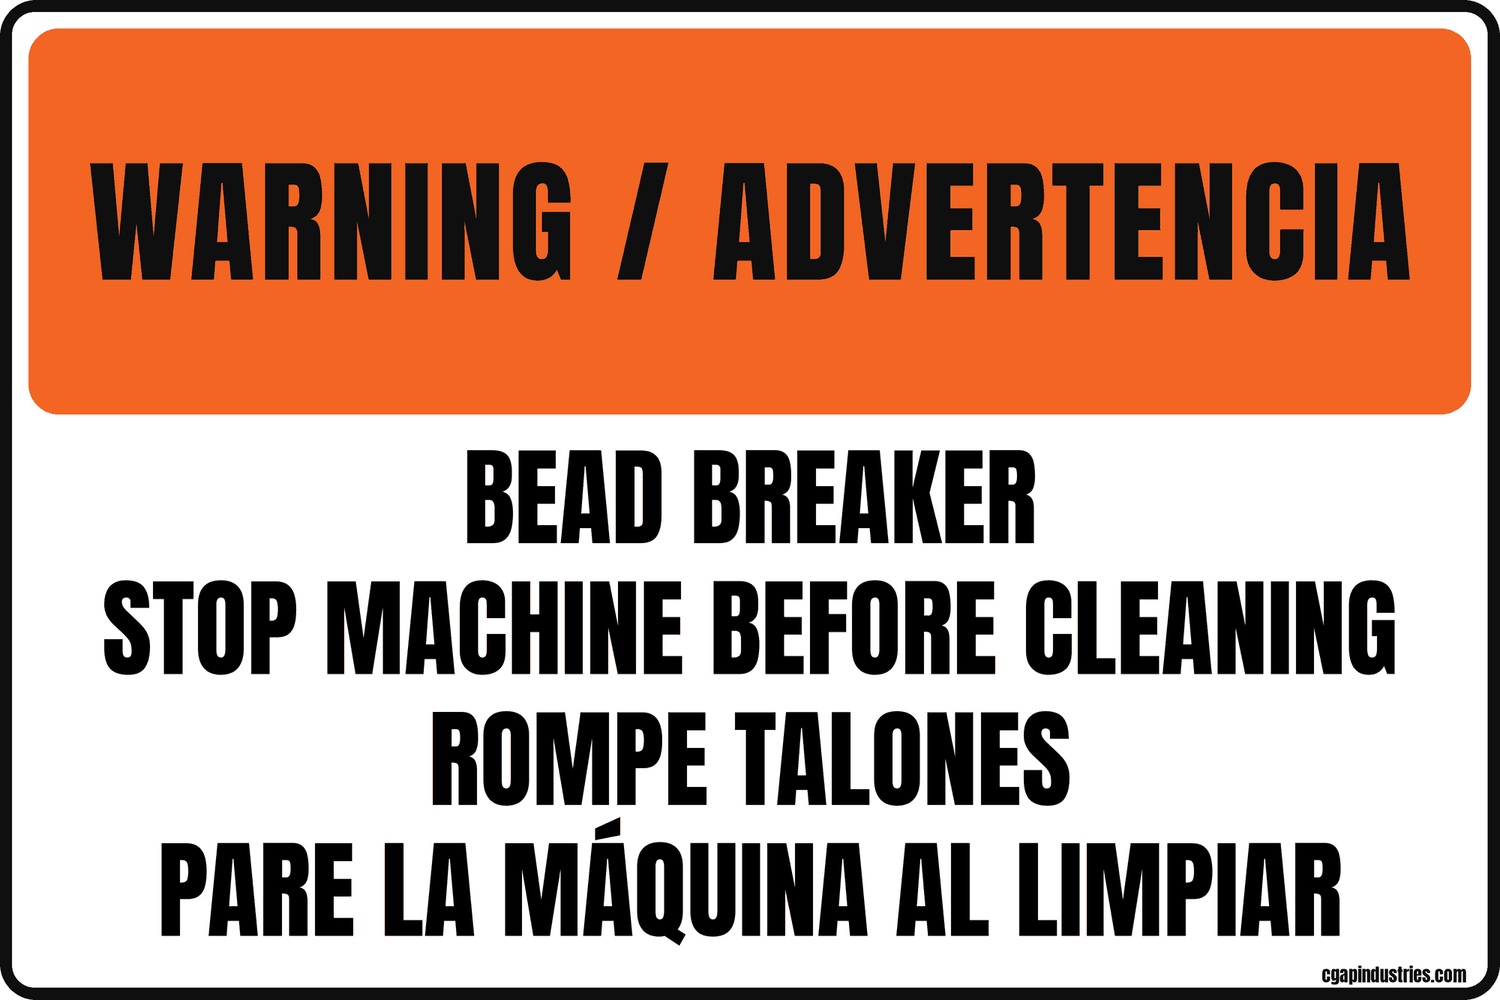 WARNING / ADVERTENCIA
BEAD BREAKER
STOP MACHINE BEFORE CLEANING
ROMPE TALONES
PARE LA MÁQUINA AL LIMPIAR
cgapindustries.com